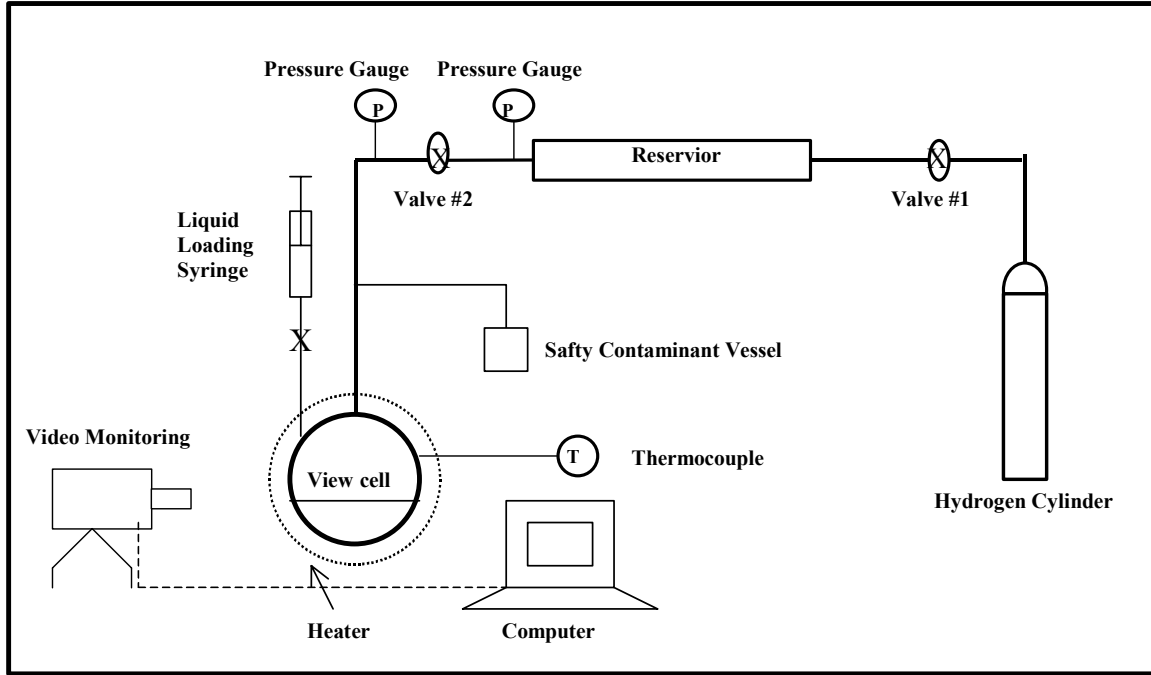 Pressure Gauge
Pressure Gauge
P
P
Reservior
X
X
Valve #2
Valve #1
Liquid
Loading
Syringe
X
Safty Contaminant Vessel
Video Monitoring
View cell
T
Thermocouple
Hydrogen Cylinder
Heater
Computer